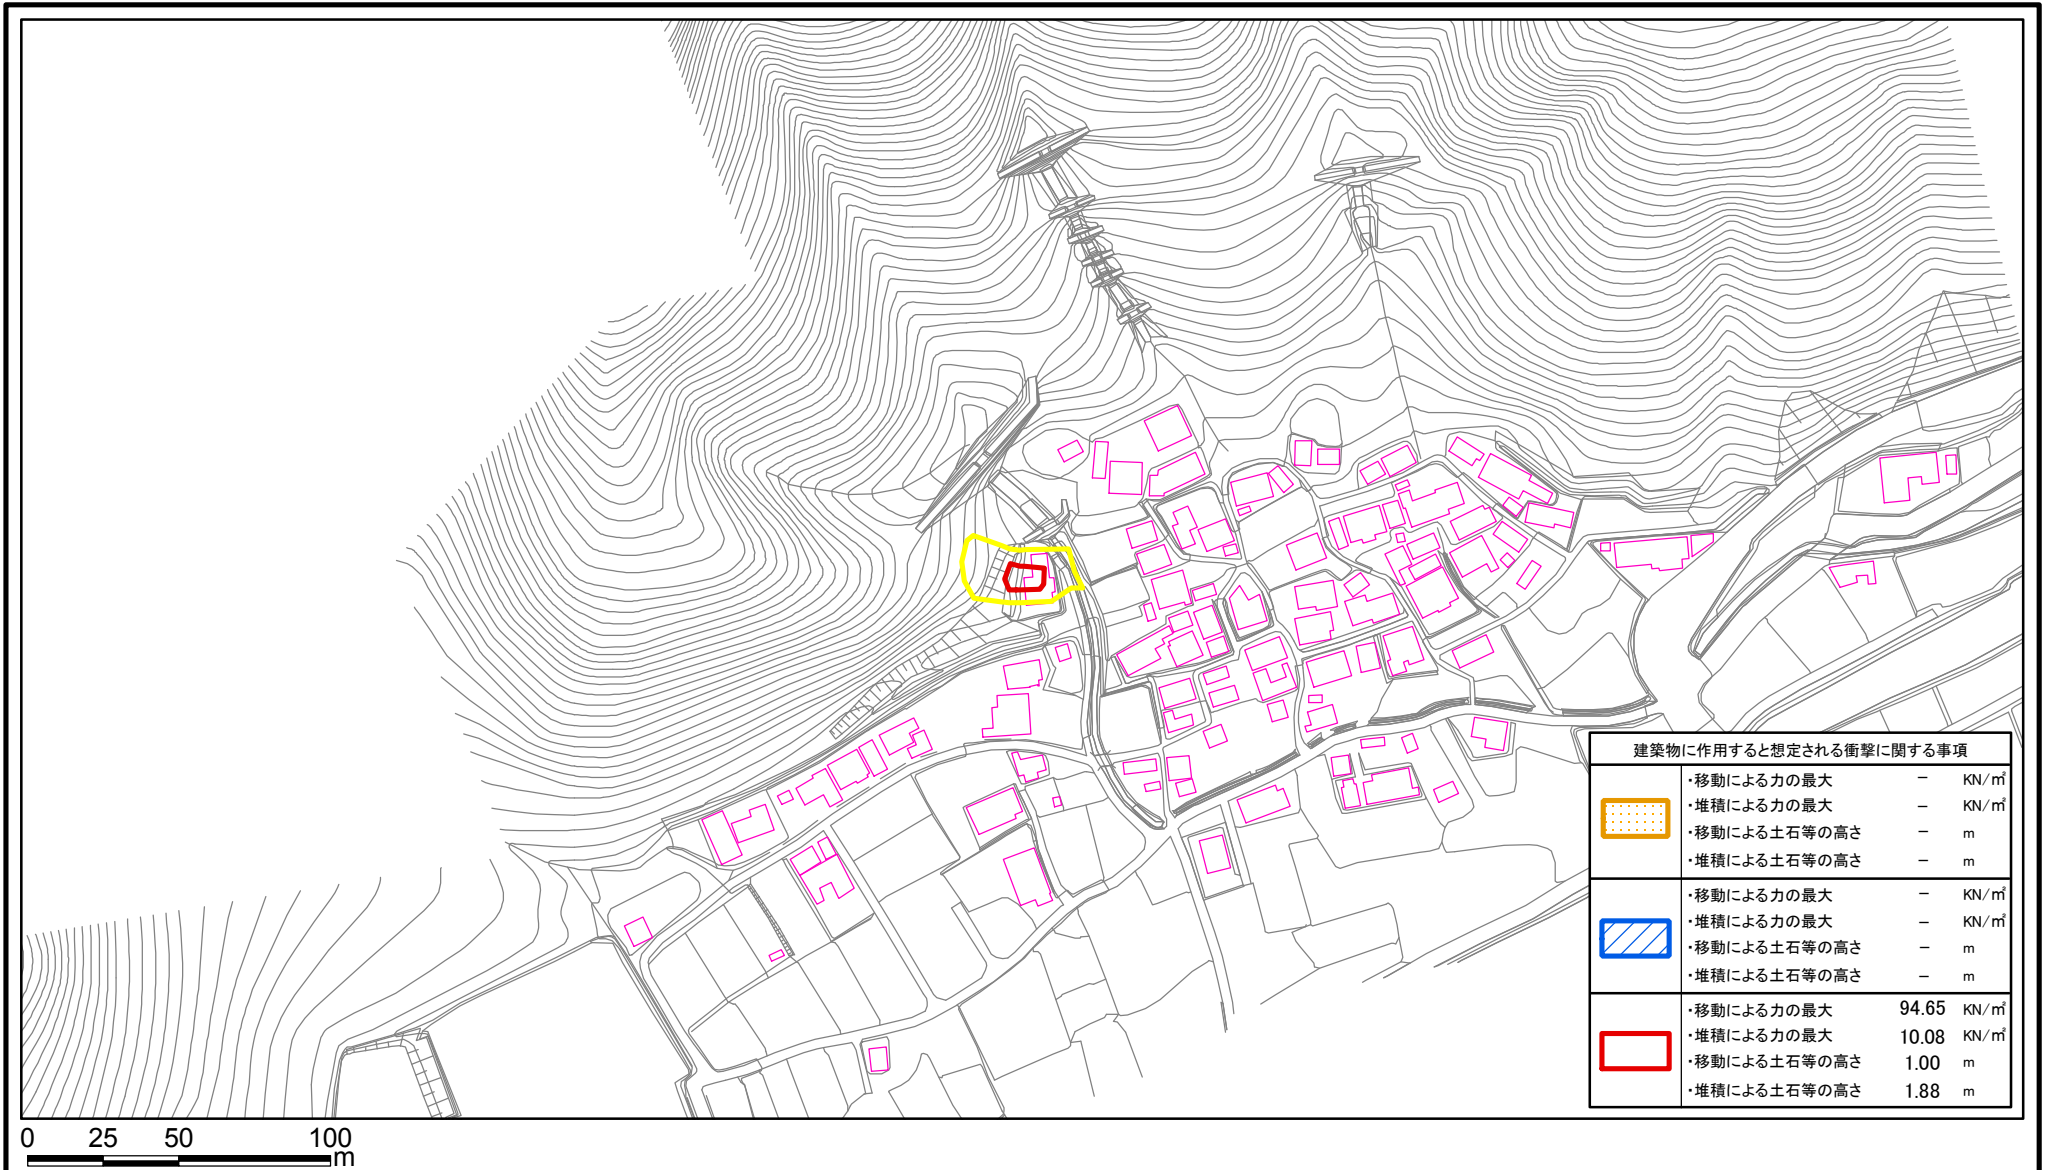 建築物に作用すると想定される衝撃に関する事項
・移動による力の最大 － KN/㎡
・堆積による力の最大 － KN/㎡
・移動による土石等の高さ － m
・堆積による土石等の高さ － m
・移動による力の最大 － KN/㎡
・堆積による力の最大 － KN/㎡
・移動による土石等の高さ － m
・堆積による土石等の高さ － m
・移動による力の最大 94.65 KN/㎡
・堆積による力の最大 10.08 KN/㎡
・移動による土石等の高さ 1.00 m
・堆積による土石等の高さ 1.88 m
0 25 50 100
m